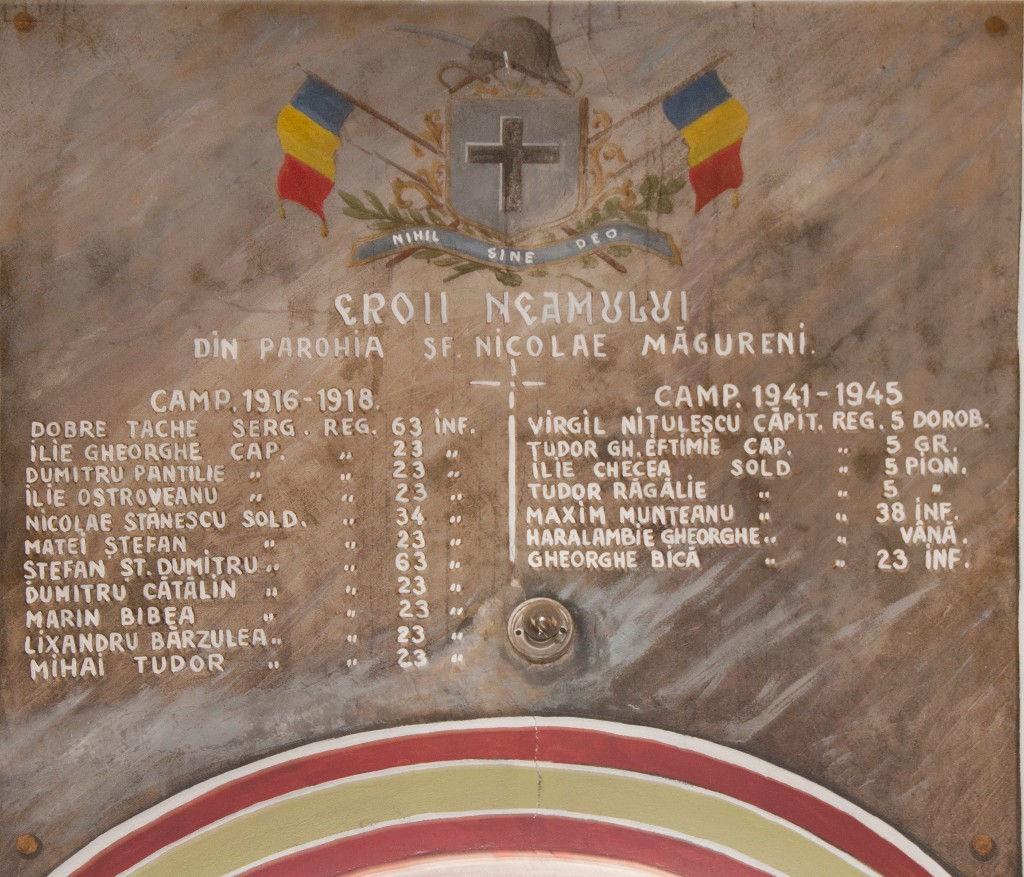 NIHIL SINE DEO
EROII NEAMULUI
DIN PAROHIA SF. NICOLAE MĂGURENI.
CAMP. 1916-1918.
DOBRE TACHE SERG. REG. 63 INF.
ILIE GHEORGHE CAP. " 23 "
DUMITRU PANTILIE " " 23 "
ILIE OSTROVEANU " " 23 "
NICOLAE STĂNESCU SOLD. " 34 "
MATEI ȘTEFAN " " 23 "
ȘTEFAN ȘT. DUMITRU " " 63 "
DUMITRU CĂTĂLIN " " 23 "
MARIN BIBEA " " 23 "
LIXANDRU BÂRZULEA " " 23 "
MIHAI TUDOR " " 23 "
CAMP. 1941-1945
VIRGIL NIȚULESCU CĂPIT. REG. 5 DOROB.
TUDOR GH. EFTIMIE CAP. " 5 GR.
ILIE CHECEA SOLD " 5 PION.
TUDOR RĂGĂLIE " " 5 "
MAXIM MUNTEANU " " 38 INF.
HARALAMBIE GHEORGHE " " VÂNĂ.
GHEORGHE BICĂ " " 23 INF.